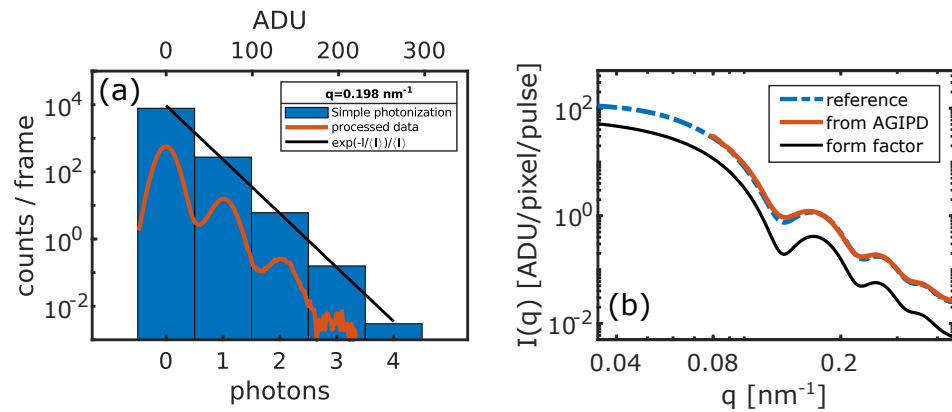 ADU
0 100 200 300
(a)
q=0.198 nm⁻¹
Simple photonization
processed data
exp(-I/⟨I⟩)/⟨I⟩
counts / frame
10⁴
10²
10⁰
10⁻²
0 1 2 3 4
photons
reference
from AGIPD
form factor
(b)
I(q) [ADU/pixel/pulse]
10²
10⁰
10⁻²
0.04 0.08 0.2
q [nm⁻¹]